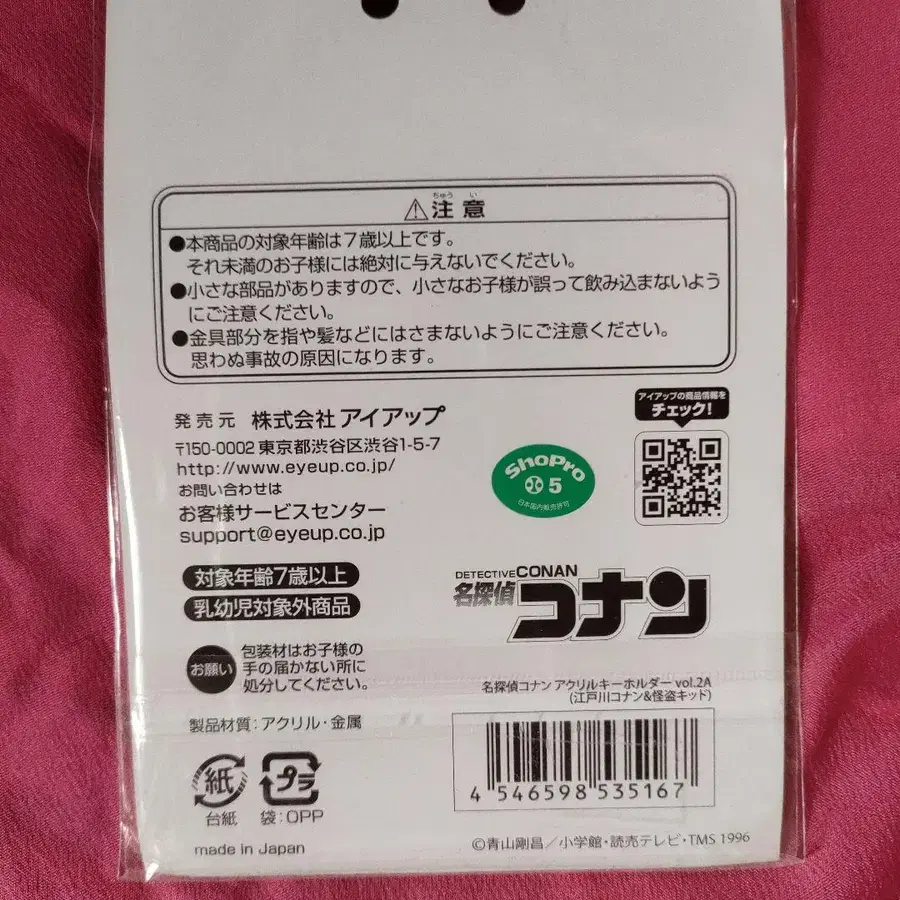 ちゅう い
⚠注意
●本商品の対象年齢は7歳以上です。
それ未満のお子様には絶対に与えないでください。
●小さな部品がありますので、小さなお子様が誤って飲み込まないよう
にご注意ください。
●金具部分を指や髪などにはさまないようにご注意ください。
思わぬ事故の原因になります。
発売元 株式会社 アイアップ
〒150-0002 東京都渋谷区渋谷1-5-7
http://www.eyeup.co.jp/
お問い合わせは
お客様サービスセンター
support@eyeup.co.jp
アイアップの商品情報を
チェック!
ShoPro
5
日本国内販売許可
対象年齢7歳以上
乳幼児対象外商品
DETECTIVE CONAN
名探偵コナン
お願い
包装材はお子様の
手の届かない所に
処分してください。
名探偵コナン アクリルキーホルダー vol.2A
(江戸川コナン&怪盗キッド)
製品材質:アクリル・金属
紙
台紙
プラ
袋:OPP
4 546598 535167
made in Japan
©青山剛昌/小学館・読売テレビ・TMS 1996